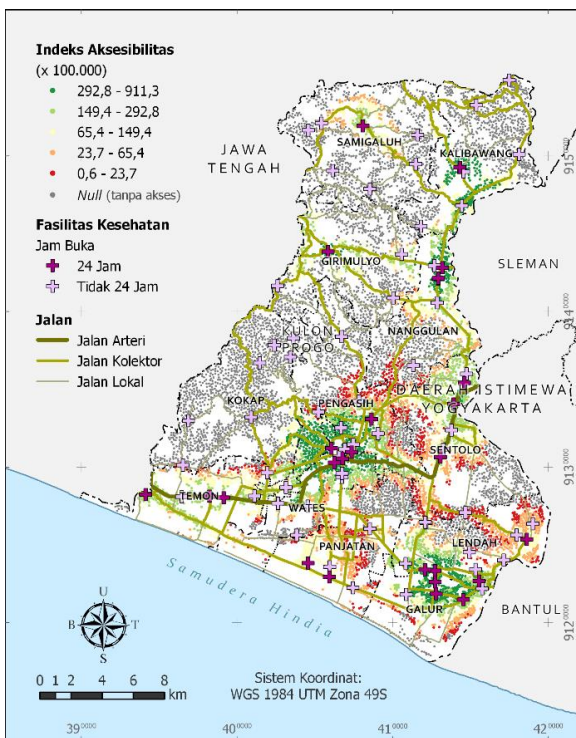 Indeks Aksesibilitas
(x 100.000)
292,8 - 911,3
149,4 - 292,8
65,4 - 149,4
23,7 - 65,4
0,6 - 23,7
Null (tanpa akses)
Fasilitas Kesehatan
Jam Buka
24 Jam
Tidak 24 Jam
Jalan
Jalan Arteri
Jalan Kolektor
Jalan Lokal
JAWA
TENGAH
SAMIGALUH
KALIBAWANG
915⁰⁰⁰⁰
GIRIMULYO
SLEMAN
914⁰⁰⁰⁰
KULON
PROGO
NANGGULAN
DAERAH ISTIMEWA
YOGYAKARTA
KOKAP
PENGASIH
SENTOLO
913⁰⁰⁰⁰
TEMON
WATES
PANJATAN
LENDAH
GALUR
BANTUL
912⁰⁰⁰⁰
Samudera Hindia
U
B T
S
0 1 2 4 6 8
km
Sistem Koordinat:
WGS 1984 UTM Zona 49S
39⁰⁰⁰⁰ 40⁰⁰⁰⁰ 41⁰⁰⁰⁰ 42⁰⁰⁰⁰